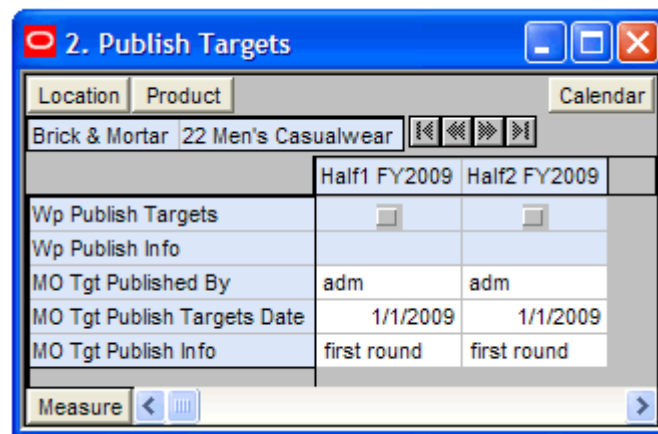 2. Publish Targets
Location Product Calendar
Brick & Mortar 22 Men's Casualwear
Half1 FY2009 Half2 FY2009
Wp Publish Targets
Wp Publish Info
MO Tgt Published By adm adm
MO Tgt Publish Targets Date 1/1/2009 1/1/2009
MO Tgt Publish Info first round first round
Measure